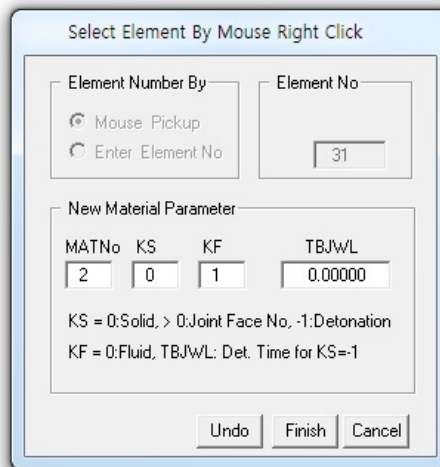 Select Element By Mouse Right Click
Element Number By
Element No
Mouse Pickup
Enter Element No
31
New Material Parameter
MATNo KS KF TBJWL
2 0 1 0.00000
KS = 0:Solid, > 0:Joint Face No, -1:Detonation
KF = 0:Fluid, TBJWL: Det. Time for KS=-1
Undo Finish Cancel